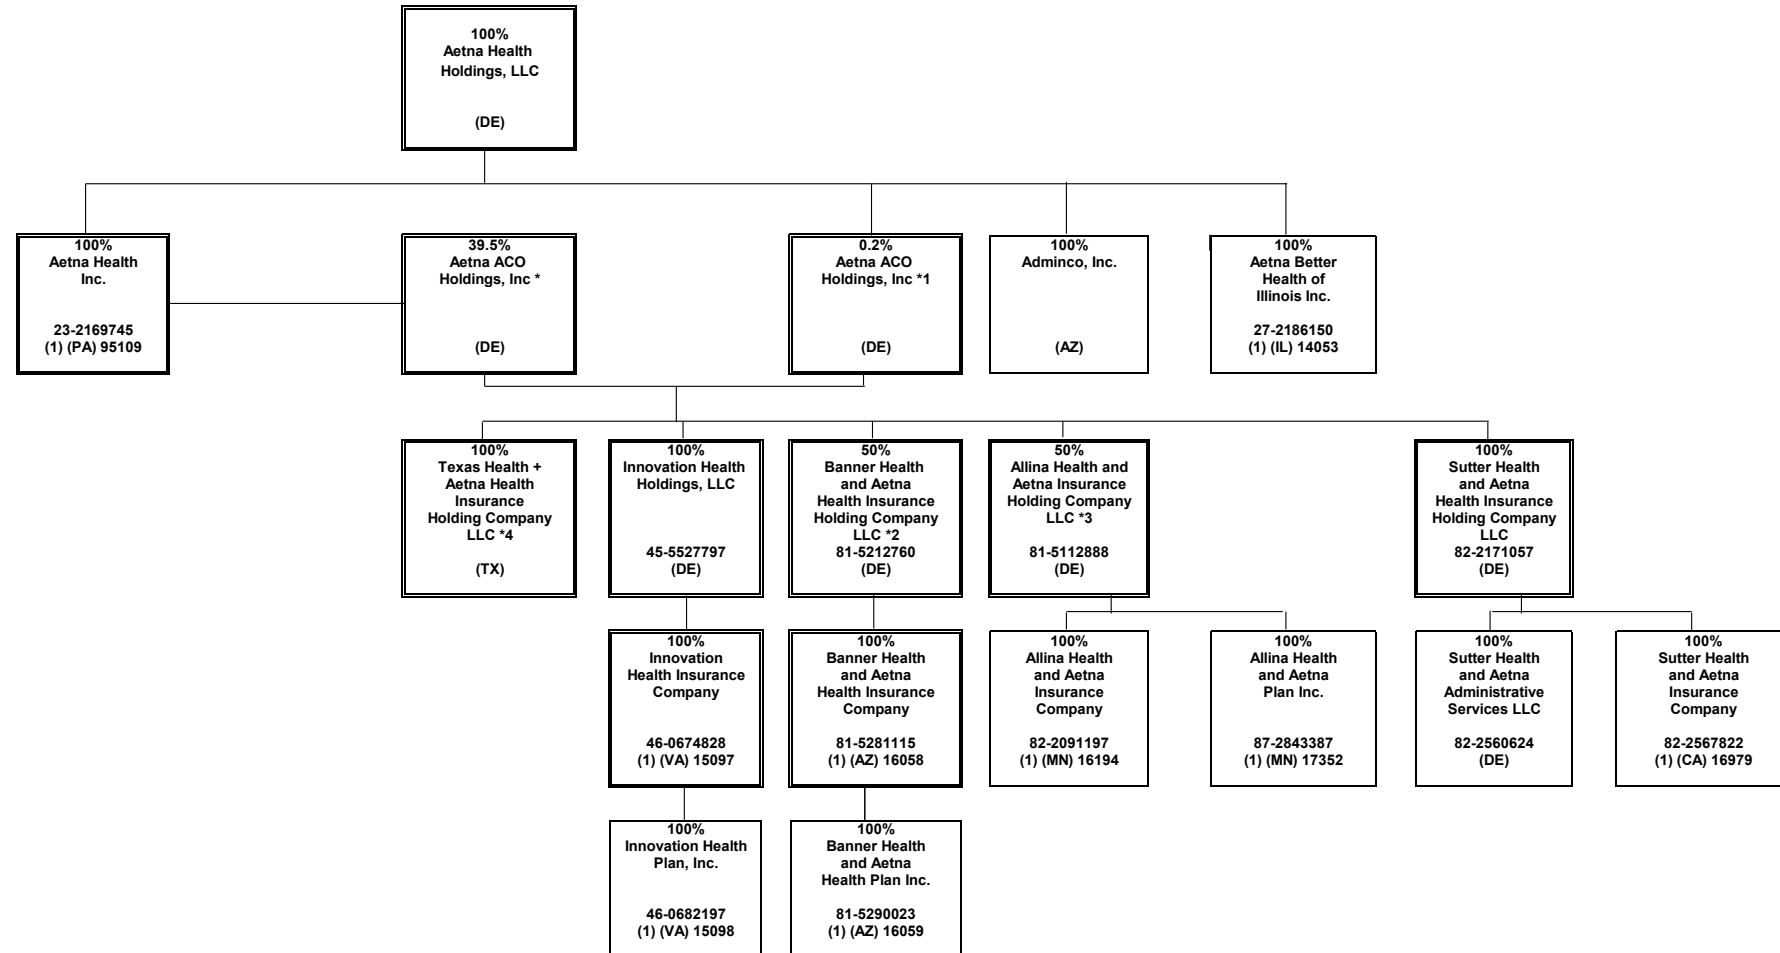 100%
Aetna Health
Holdings, LLC
(DE)
100%
Aetna Health
Inc.
23-2169745
(1) (PA) 95109
39.5%
Aetna ACO
Holdings, Inc *
(DE)
0.2%
Aetna ACO
Holdings, Inc *1
(DE)
100%
Adminco, Inc.
(AZ)
100%
Aetna Better
Health of
Illinois Inc.
27-2186150
(1) (IL) 14053
100%
Texas Health +
Aetna Health
Insurance
Holding Company
LLC *4
(TX)
100%
Innovation Health
Holdings, LLC
45-5527797
(DE)
50%
Banner Health
and Aetna
Health Insurance
Holding Company
LLC *2
81-5212760
(DE)
50%
Allina Health and
Aetna Insurance
Holding Company
LLC *3
81-5112888
(DE)
100%
Sutter Health
and Aetna
Health Insurance
Holding Company
LLC
82-2171057
(DE)
100%
Innovation
Health Insurance
Company
46-0674828
(1) (VA) 15097
100%
Banner Health
and Aetna
Health Insurance
Company
81-5281115
(1) (AZ) 16058
100%
Allina Health
and Aetna
Insurance
Company
82-2091197
(1) (MN) 16194
100%
Allina Health
and Aetna
Plan Inc.
87-2843387
(1) (MN) 17352
100%
Sutter Health
and Aetna
Administrative
Services LLC
82-2560624
(DE)
100%
Sutter Health
and Aetna
Insurance
Company
82-2567822
(1) (CA) 16979
100%
Innovation Health
Plan, Inc.
46-0682197
(1) (VA) 15098
100%
Banner Health
and Aetna
Health Plan Inc.
81-5290023
(1) (AZ) 16059